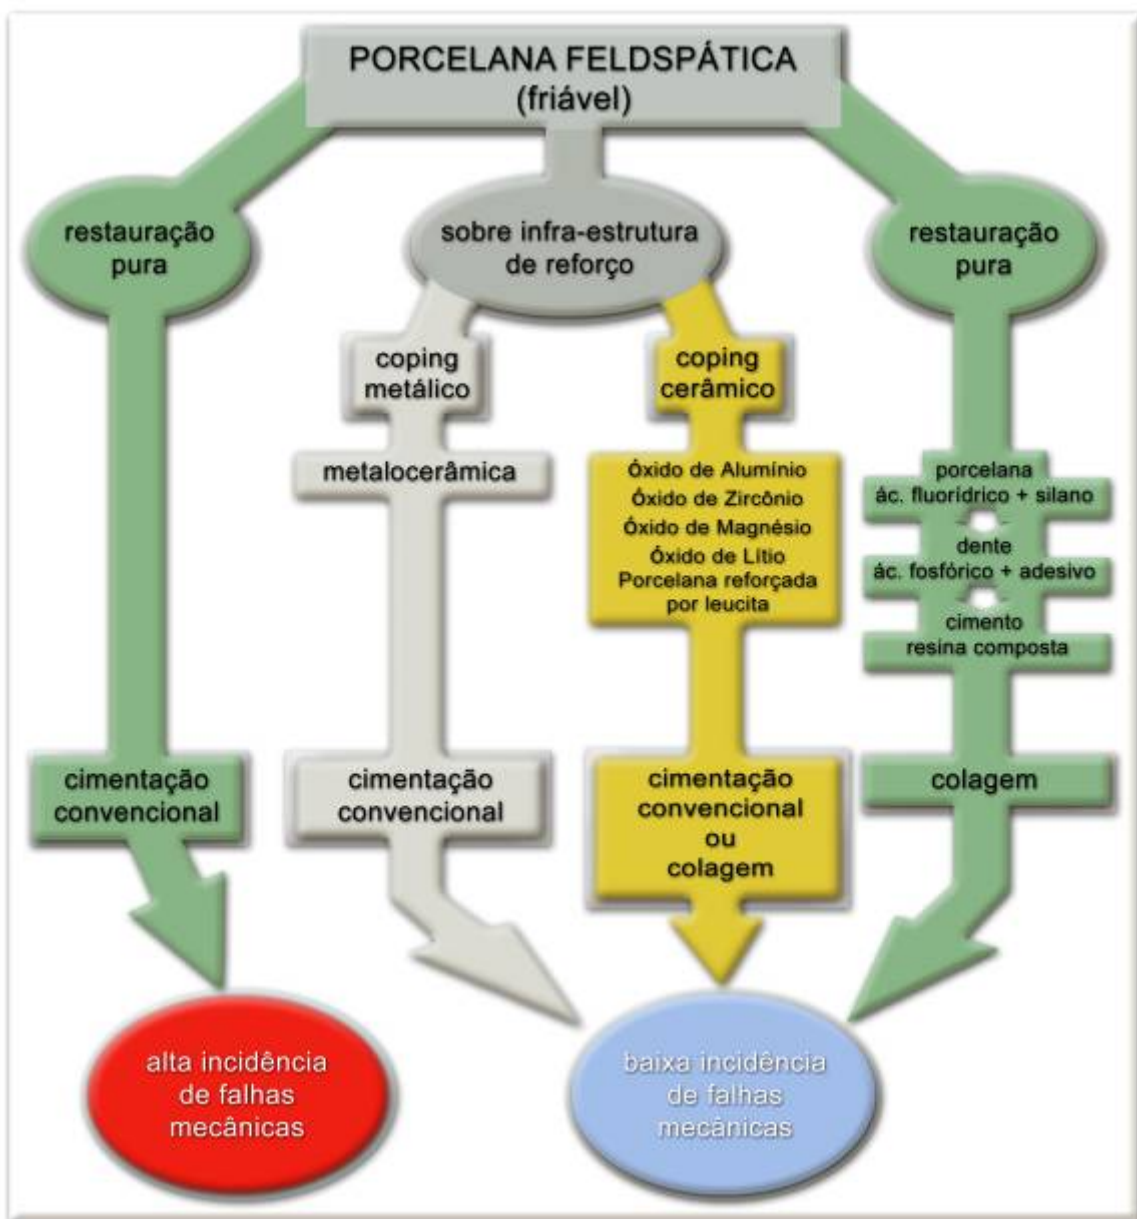 PORCELANA FELDSPÁTICA
(friável)
restauração
pura
sobre infra-estrutura
de reforço
restauração
pura
coping
metálico
coping
cerâmico
metalocerâmica
Óxido de Alumínio
Óxido de Zircônio
Óxido de Magnésio
Óxido de Lítio
Porcelana reforçada
por leucita
porcelana
ác. fluorídrico + silano
dente
ác. fosfórico + adesivo
cimento
resina composta
cimentação
convencional
cimentação
convencional
cimentação
convencional
ou
colagem
colagem
alta incidência
de falhas
mecânicas
baixa incidência
de falhas
mecânicas